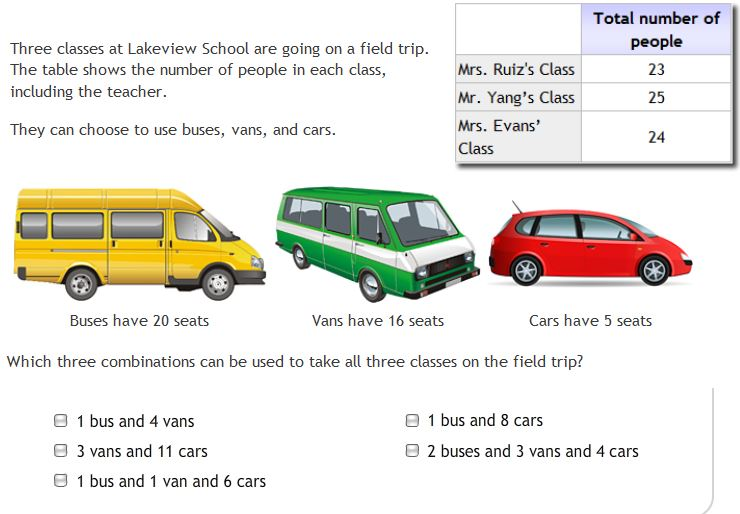 Three classes at Lakeview School are going on a field trip.
The table shows the number of people in each class,
including the teacher.
They can choose to use buses, vans, and cars.
Total number of
people
Mrs. Ruiz's Class 23
Mr. Yang’s Class 25
Mrs. Evans’
Class 24
Buses have 20 seats
Vans have 16 seats
Cars have 5 seats
Which three combinations can be used to take all three classes on the field trip?
1 bus and 4 vans
3 vans and 11 cars
1 bus and 1 van and 6 cars
1 bus and 8 cars
2 buses and 3 vans and 4 cars